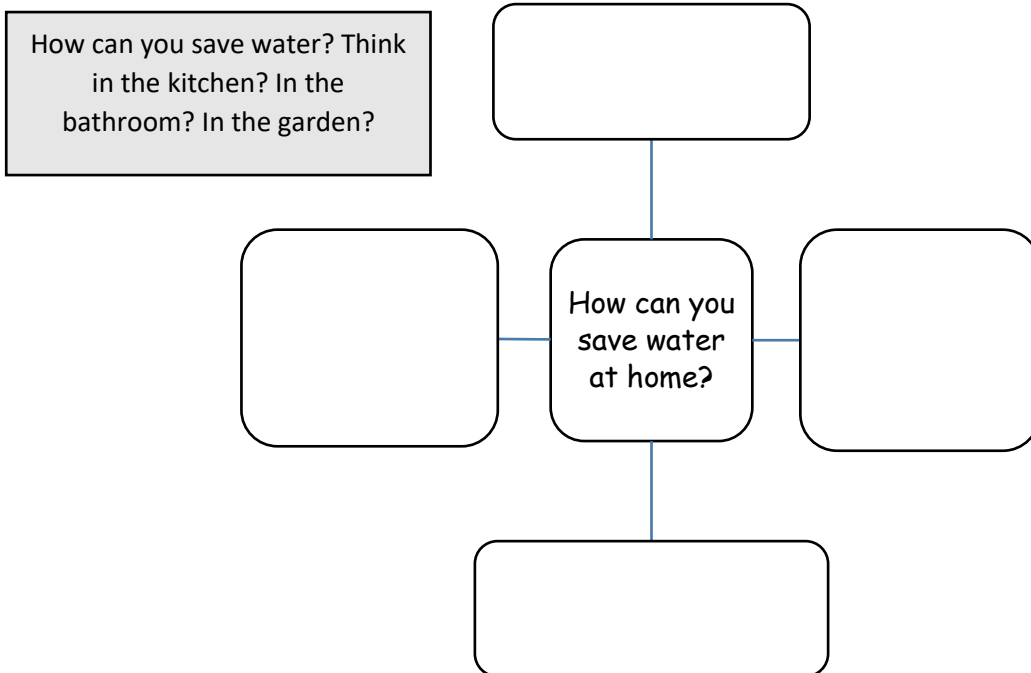 How can you save water? Think
in the kitchen? In the
bathroom? In the garden?
How can you
save water
at home?